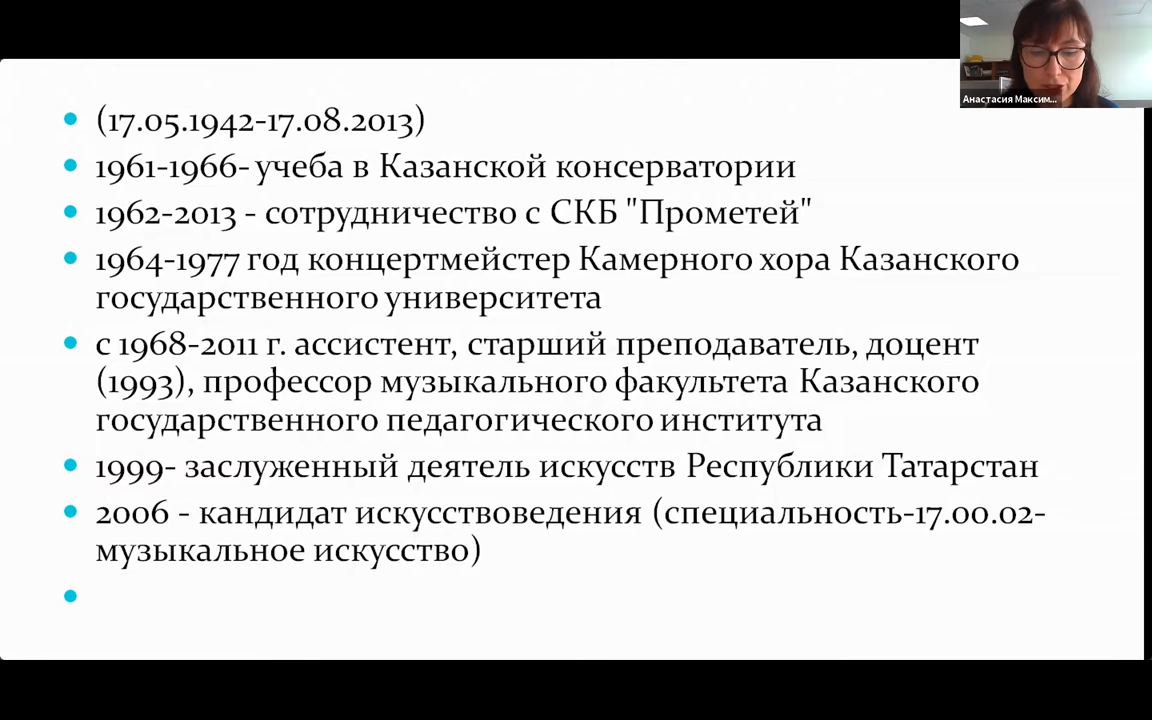 Анастасия Максим...
(17.05.1942-17.08.2013)
1961-1966- учеба в Казанской консерватории
1962-2013 - сотрудничество с СКБ "Прометей"
1964-1977 год концертмейстер Камерного хора Казанского
государственного университета
с 1968-2011 г. ассистент, старший преподаватель, доцент
(1993), профессор музыкального факультета Казанского
государственного педагогического института
1999- заслуженный деятель искусств Республики Татарстан
2006 - кандидат искусствоведения (специальность-17.00.02-
музыкальное искусство)